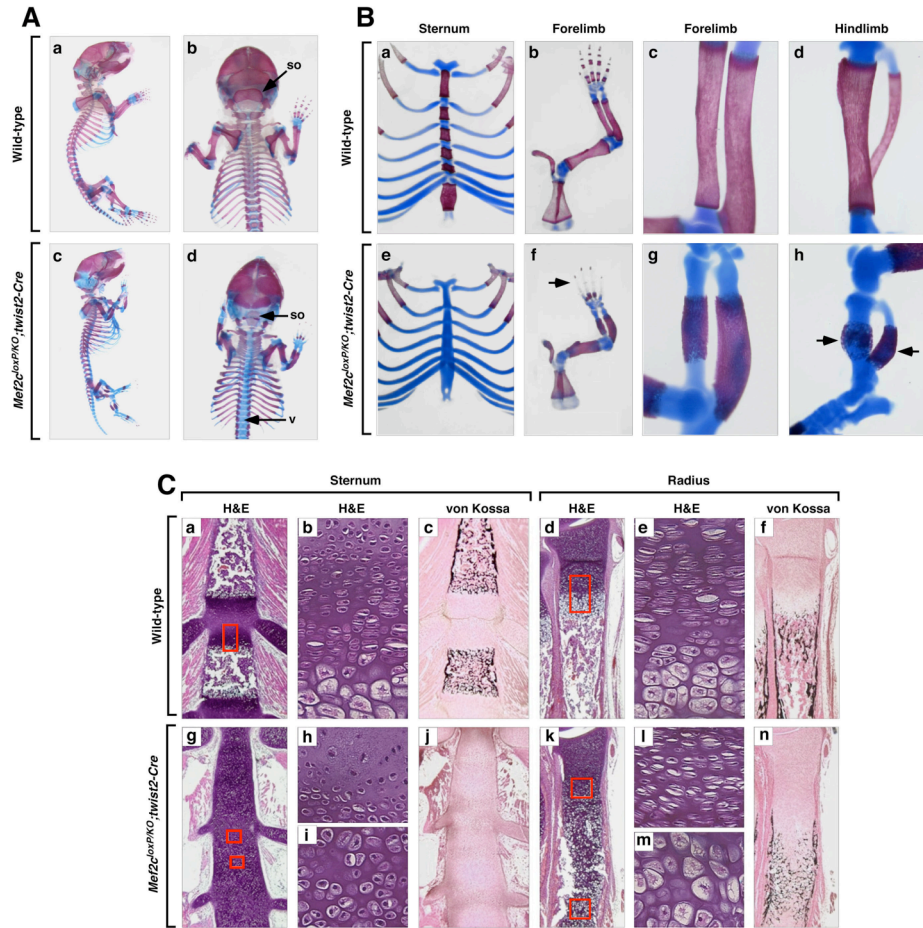 A
B
Sternum
Forelimb
Forelimb
Hindlimb
Wild-type
a
b
so
Wild-type
a
b
c
d
Mef2c^loxP/KO;twist2-Cre
c
d
so
v
Mef2c^loxP/KO;twist2-Cre
e
f
g
h
C
Sternum
Radius
H&E
H&E
von Kossa
H&E
H&E
von Kossa
Wild-type
a
b
c
d
e
f
Mef2c^loxP/KO;twist2-Cre
g
h
i
j
k
l
m
n